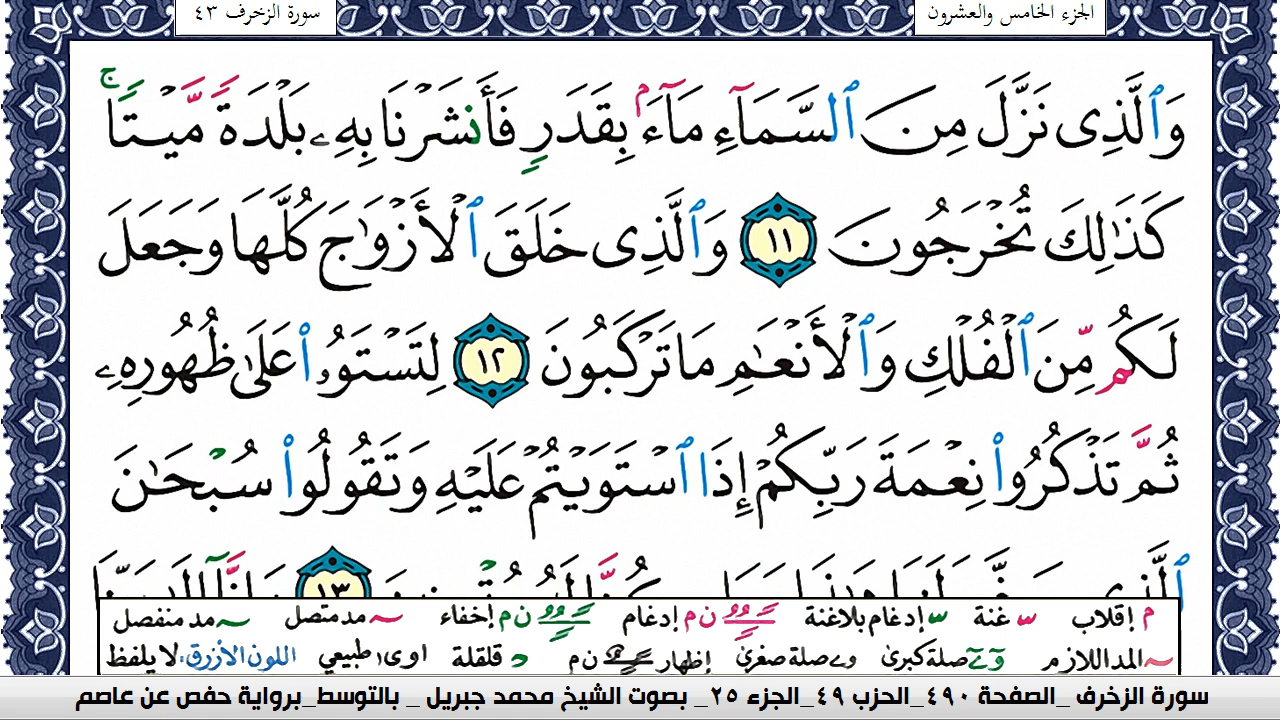 الجزء الخامس والعشرون
سورة الزخرف ٤٣
وَٱلَّذِى نَزَّلَ مِنَ ٱلسَّمَآءِ مَآءًۢ بِقَدَرٍ فَأَنشَرْنَا بِهِۦ بَلْدَةً مَّيْتًا ۚ
كَذَٰلِكَ تُخْرَجُونَ ١١ وَٱلَّذِى خَلَقَ ٱلْأَزْوَٰجَ كُلَّهَا وَجَعَلَ
لَكُم مِّنَ ٱلْفُلْكِ وَٱلْأَنْعَٰمِ مَا تَرْكَبُونَ ١٢ لِتَسْتَوُۥا۟ عَلَىٰ ظُهُورِهِۦ
ثُمَّ تَذْكُرُوا۟ نِعْمَةَ رَبِّكُمْ إِذَا ٱسْتَوَيْتُمْ عَلَيْهِ وَتَقُولُوا۟ سُبْحَٰنَ
م إقلاب غنة إدغام بلاغنة ن م إدغام ن م إخفاء مد متصل مد منفصل
المد اللازم صلة كبرى صلة صغرى إظهار ن م قلقلة اوى طبيعي اللون الأزرق، لا يلفظ
سورة الزخرف _الصفحة ٤٩٠_الحزب ٤٩_الجزء ٢٥_ بصوت الشيخ محمد جبريل _ بالتوسط_برواية حفص عن عاصم